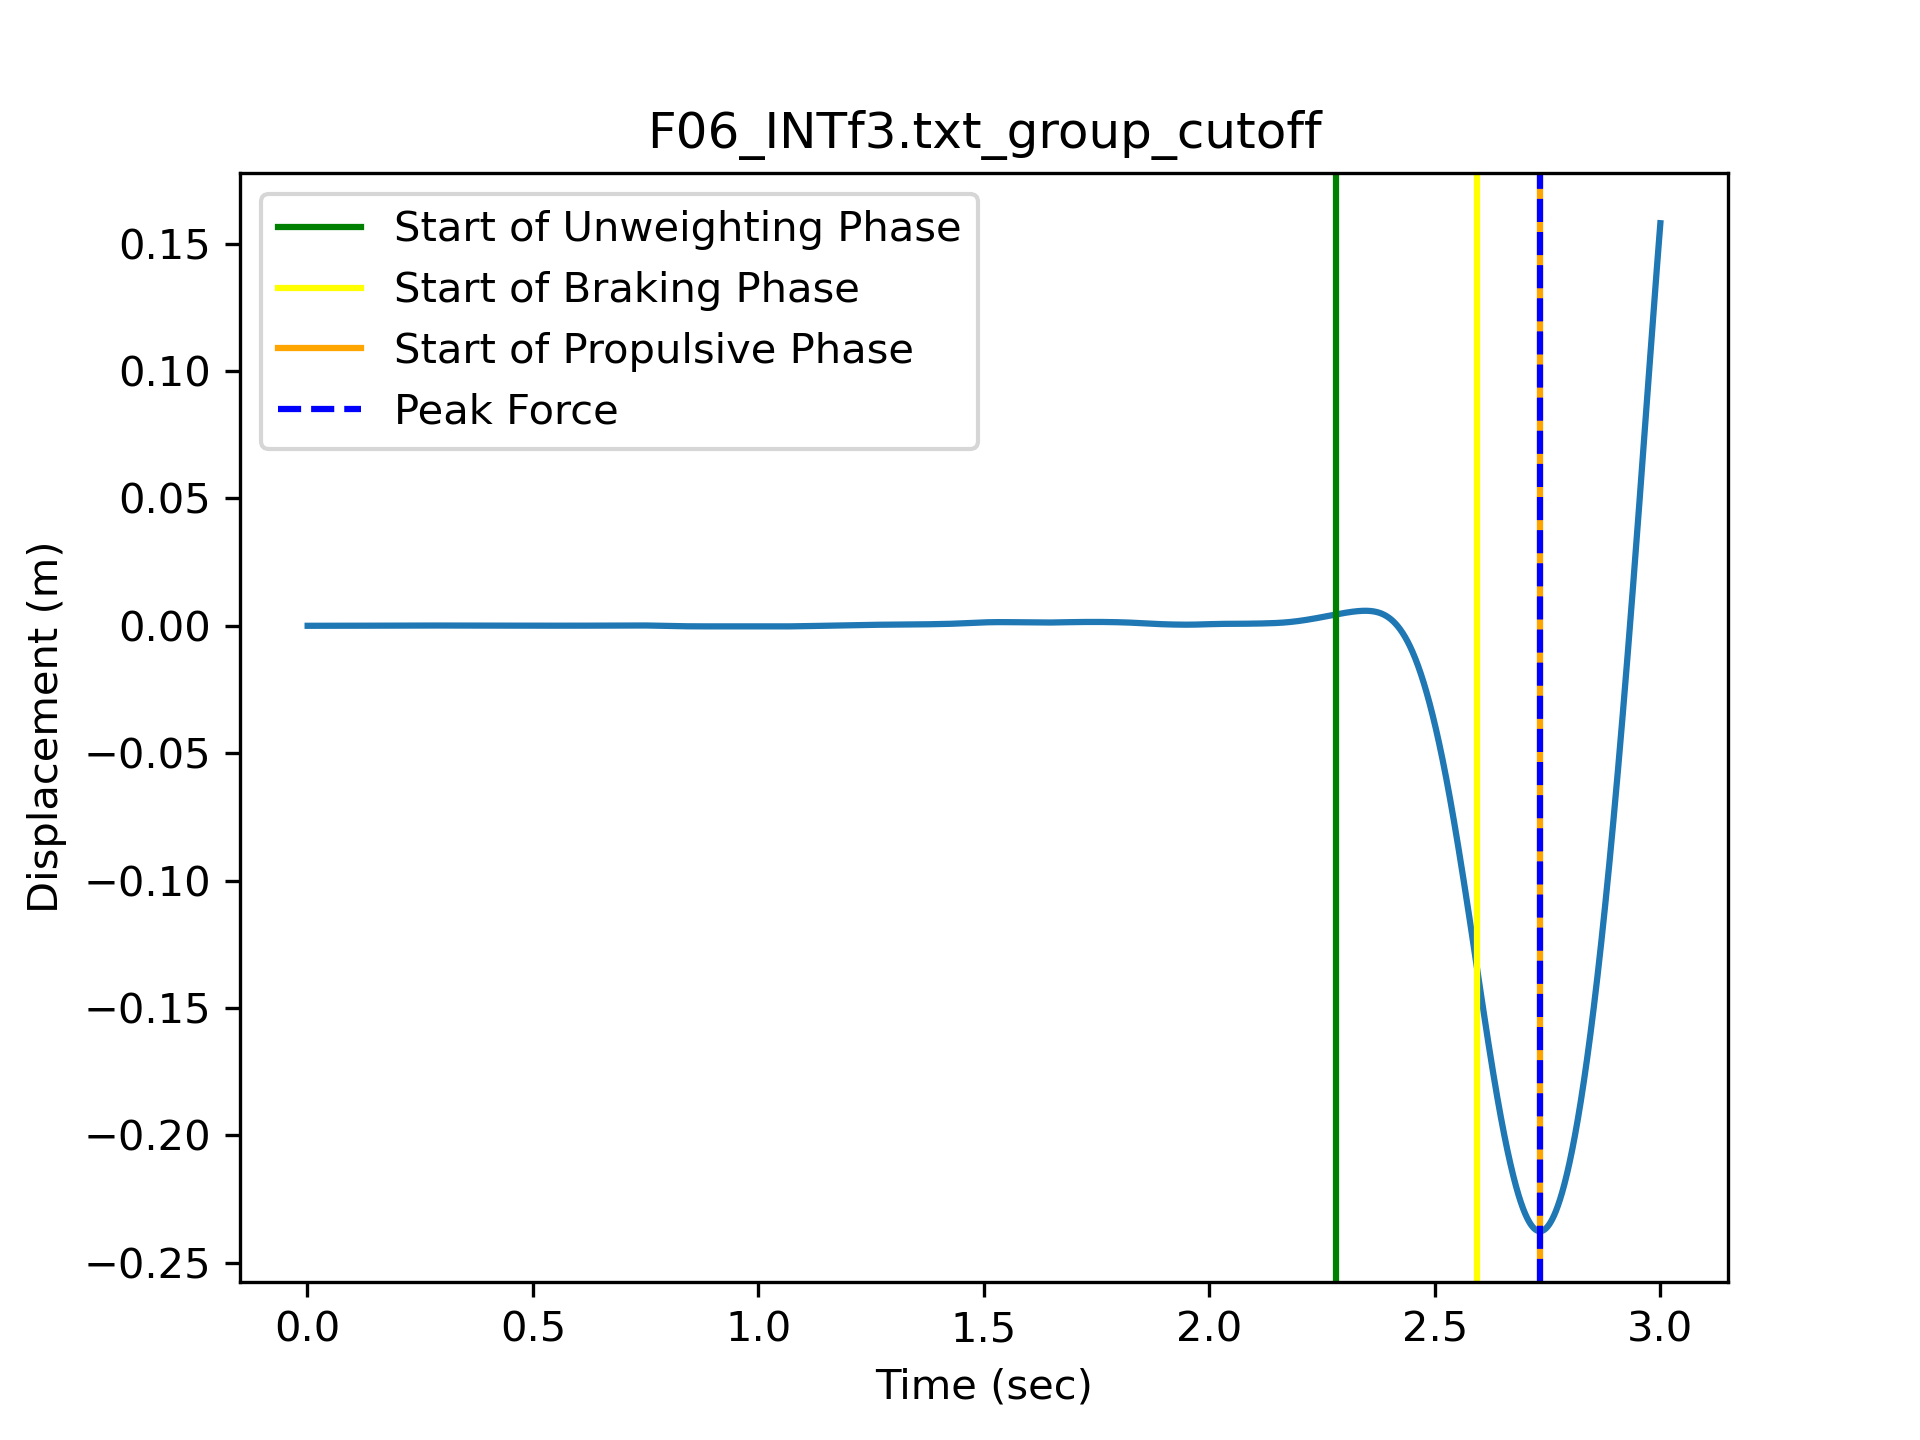 F06_INTf3.txt_group_cutoff
Start of Unweighting Phase
Start of Braking Phase
Start of Propulsive Phase
Peak Force
Displacement (m)
0.15
0.10
0.05
0.00
−0.05
−0.10
−0.15
−0.20
−0.25
0.0 0.5 1.0 1.5 2.0 2.5 3.0
Time (sec)